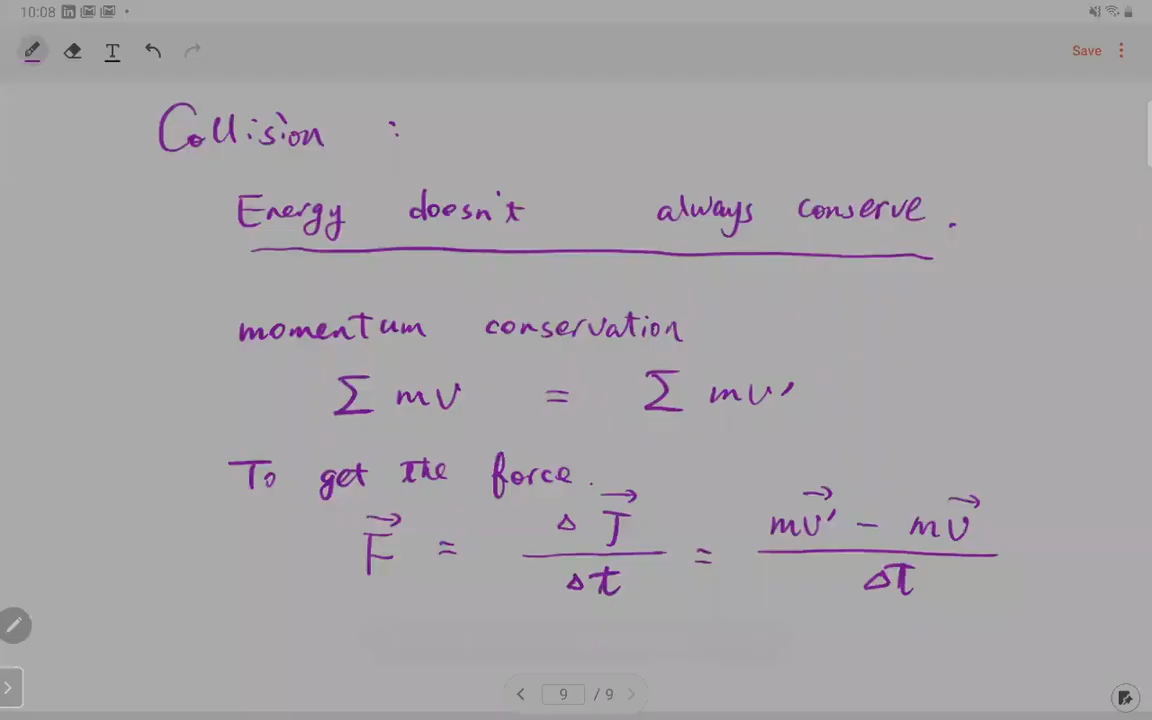 10:08
Save
Collision :
Energy doesn't always conserve.
momentum conservation
Σ mv = Σ mv'
To get the force.
F⃗ = ΔJ⃗ / Δt = (mv⃗' - mv⃗) / Δt
9 / 9